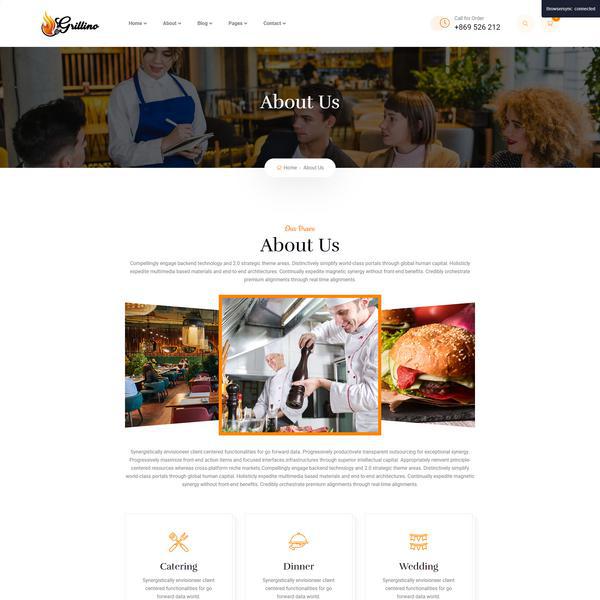 Browsersync: connected
Grillino
Home
About
Blog
Pages
Contact
Call for Order
+869 526 212
About Us
Home - About Us
About Us
Compellingly engage backend technology and 2.0 strategic theme areas. Distinctively simplify world-class portals through global human capital. Holisticly
expedite multimedia based materials and end-to-end architectures. Continually expedite magnetic synergy without front-end benefits. Credibly orchestrate
premium alignments through real-time alignments.
Synergistically envisioneer client-centered functionalities for go forward data. Progressively productivate transparent outsourcing for exceptional synergy.
Progressively maximize front-end action items and focused interfaces.infrastructures through superior intellectual capital. Appropriately reinvent principle-
centered resources whereas cross-platform niche markets,Compellingly engage backend technology and 2.0 strategic theme areas. Distinctively simplify
world-class portals through global human capital. Holisticly expedite multimedia based materials and end-to-end architectures. Continually expedite magnetic
synergy without front-end benefits. Credibly orchestrate premium alignments through real-time alignments.
Catering
Synergistically envisioneer client
centered functionalities for go
forward data world.
Dinner
Synergistically envisioneer client
centered functionalities for go
forward data world.
Wedding
Synergistically envisioneer client
centered functionalities for go
forward data world.